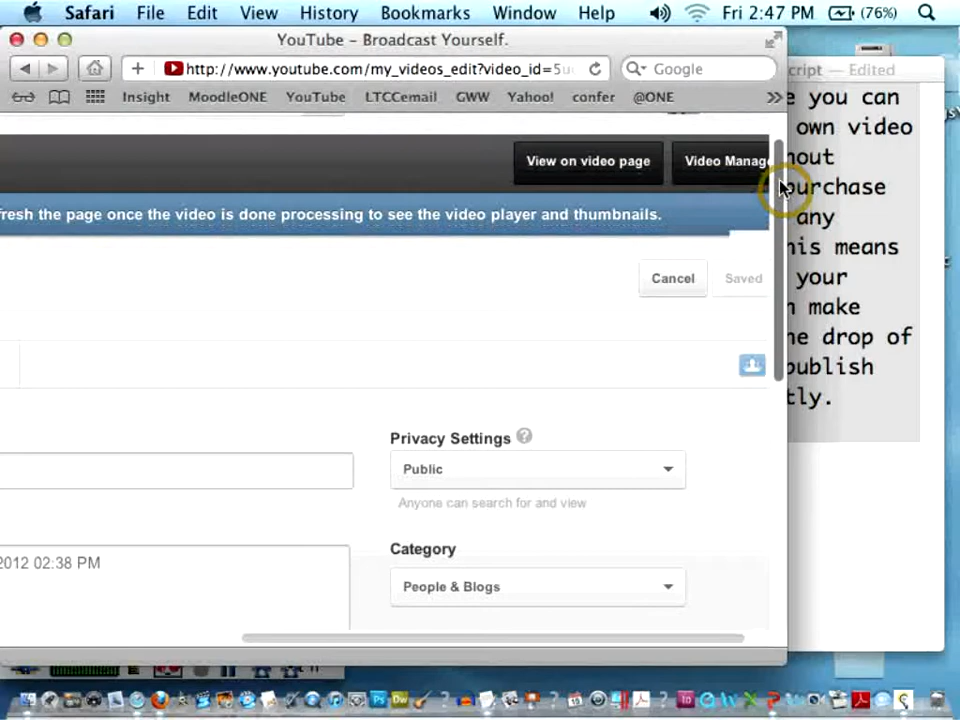 Safari File Edit View History Bookmarks Window Help Fri 2:47 PM (76%)
YouTube - Broadcast Yourself.
http://www.youtube.com/my_videos_edit?video_id=5u Google
Insight MoodleONE YouTube LTCCemail GWW Yahoo! confer @ONE
View on video page Video Manage
fresh the page once the video is done processing to see the video player and thumbnails.
Cancel Saved
Privacy Settings
Public
Anyone can search for and view
2012 02:38 PM
Category
People & Blogs
cript — Edited
e you can
own video
hout
purchase
any
his means
your
n make
he drop of
publish
tly.